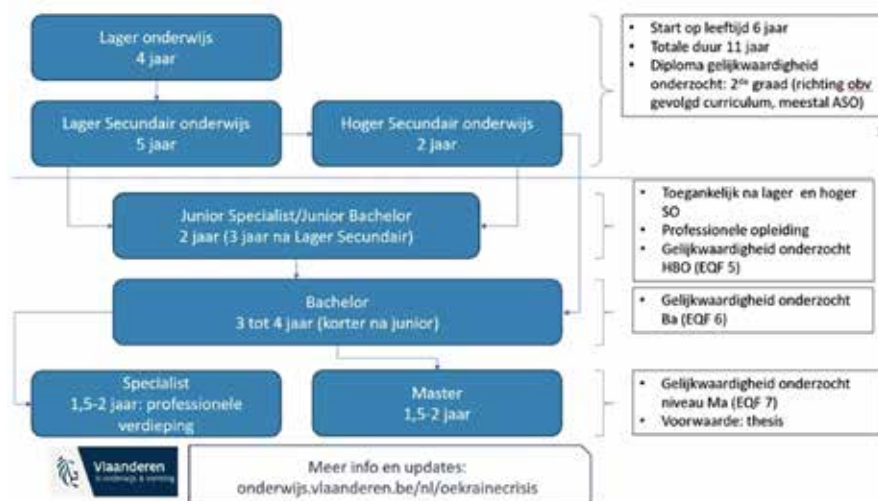 Lager onderwijs
4 jaar
• Start op leeftijd 6 jaar
• Totale duur 11 jaar
• Diploma gelijkwaardigheid
onderzocht: 2de graad (richting obv
gevolgd curriculum, meestal ASO)
Lager Secundair onderwijs
5 jaar
Hoger Secundair onderwijs
2 jaar
Junior Specialist/Junior Bachelor
2 jaar (3 jaar na Lager Secundair)
• Toegankelijk na lager en hoger
SO
• Professionele opleiding
• Gelijkwaardigheid onderzocht
HBO (EQF 5)
Bachelor
3 tot 4 jaar (korter na junior)
• Gelijkwaardigheid onderzocht
Ba (EQF 6)
Specialist
1,5-2 jaar: professionele
verdieping
Master
1,5-2 jaar
• Gelijkwaardigheid onderzocht
niveau Ma (EQF 7)
• Voorwaarde: thesis
Vlaanderen
is onderwijs & vorming
Meer info en updates:
onderwijs.vlaanderen.be/nl/oekrainecrisis